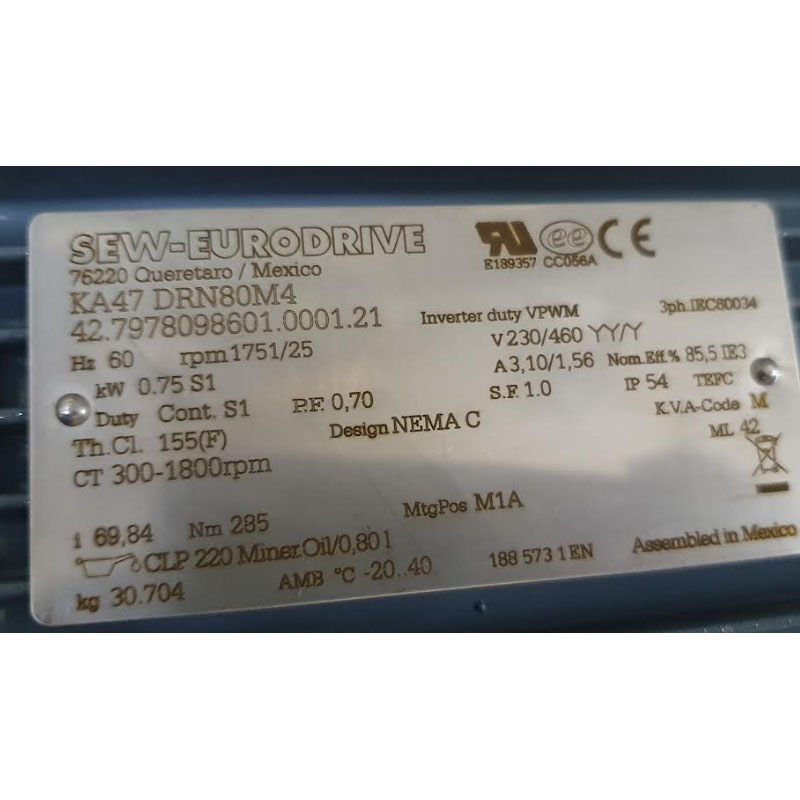 SEW-EURODRIVE
E189357 CC056A CE
76220 Queretaro / Mexico
KA47 DRN80M4
42.7978098601.0001.21 Inverter duty VPWM 3ph.IEC80034
Hz 60 rpm 1751/25 V 230/460 YY/Y
kW 0.75 S1 A 3,10/1,56 Nom.Eff.% 85,5 IE3
Duty Cont. S1 P.F. 0,70 S.F. 1.0 IP 54 TEFC
Th.Cl. 155(F) Design NEMA C K.V.A-Code M
CT 300-1800rpm ML 42
i 69,84 Nm 285 MtgPos M1A
CLP 220 Miner.Oil/0,80 l
kg 30.704 AMB °C -20..40 188 573 1 EN Assembled in Mexico